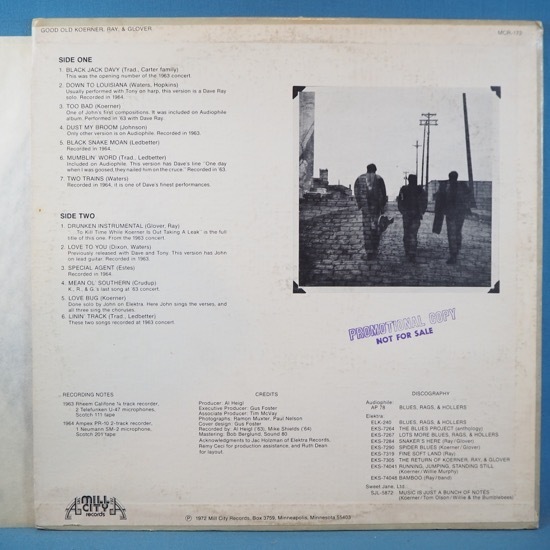 GOOD OLD KOERNER, RAY, & GLOVER
MCR-172
SIDE ONE
1. BLACK JACK DAVY (Trad., Carter family)
This was the opening number of the 1963 concert.
2. DOWN TO LOUISIANA (Waters, Hopkins)
Usually performed with Tony on harp, this version is a Dave Ray
solo. Recorded in 1964.
3. TOO BAD (Koerner)
One of John's first compositions. It was included on Audiophile
album. Performed in '63 with Dave Ray.
4. DUST MY BROOM (Johnson)
Only other version is on Audiophile. Recorded in 1963.
5. BLACK SNAKE MOAN (Ledbetter)
6. MUMBLIN' WORD (Trad., Ledbetter)
Included on Audiophile. This version has Dave's line "One day
when I was goosed, they nailed him on the cruce." Recorded in '63.
7. TWO TRAINS (Waters)
Recorded in 1964, it is one of Dave's finest performances.
SIDE TWO
1. DRUNKEN INSTRUMENTAL (Glover, Ray)
"...To Kill Time While Koerner Is Out Taking A Leak" is the full
title of this one. From the 1963 concert.
2. LOVE TO YOU (Dixon, Waters)
Previously released with Dave and Tony. This version has John
on lead guitar. Recorded in 1964.
3. SPECIAL AGENT (Estes)
Recorded in 1964.
4. MEAN OL' SOUTHERN (Crudup)
K., R., & G.'s last song at '63 concert.
5. LOVE BUG (Koerner)
Done solo by John on Elektra. Here John sings the verses, and
all three sing the choruses.
6. LININ' TRACK (Trad., Ledbetter)
These two songs recorded at 1963 concert.
PROMOTIONAL COPY
NOT FOR SALE
RECORDING NOTES
1963 Rheem Califone ¾ track recorder,
2 Telefunken U-47 microphones,
Scotch 111 tape
1964 Ampex PR-10 2-track recorder,
1 Neumann SM-2 microphone,
Scotch 201 tape
CREDITS
Producer: Al Heigl
Executive Producer: Gus Foster
Associate Producer: Tim McVay
Photographs: Ramon Muxter, Paul Nelson
Cover design: Gus Foster
Recorded By: Al Heigl ('63); Mike Shields ('64)
Mastering: Bob Berglund, Sound 80
Acknowledgments to Jac Holzman of Elektra Records,
Remy Ceci for production assistance, and Ruth Dean
for layout.
DISCOGRAPHY
Audiophile:
AP 78 BLUES, RAGS, & HOLLERS
Elektra:
ELK-240 BLUES, RAGS, & HOLLERS
EKS-7264 THE BLUES PROJECT (anthology)
EKS-7267 LOTS MORE BLUES, RAGS, & HOLLERS
EKS-7284 SNAKER'S HERE (Ray/Glover)
EKS-7290 SPIDER BLUES (Koerner/Glover)
EKS-7319 FINE SOFT LAND (Ray)
EKS-7305 THE RETURN OF KOERNER, RAY, & GLOVER
EKS-74041 RUNNING, JUMPING, STANDING STILL
(Koerner/Willie Murphy)
EKS-74048 BAMBOO (Ray/Sand)
Sweet Jane, Ltd.:
SJL-5872 MUSIC IS JUST A BUNCH OF NOTES
(Koerner/Tom Olson/Willie & the Bumblebees)
MILL
CITY
records
Ⓟ 1972 Mill City Records, Box 3759, Minneapolis, Minnesota 55403